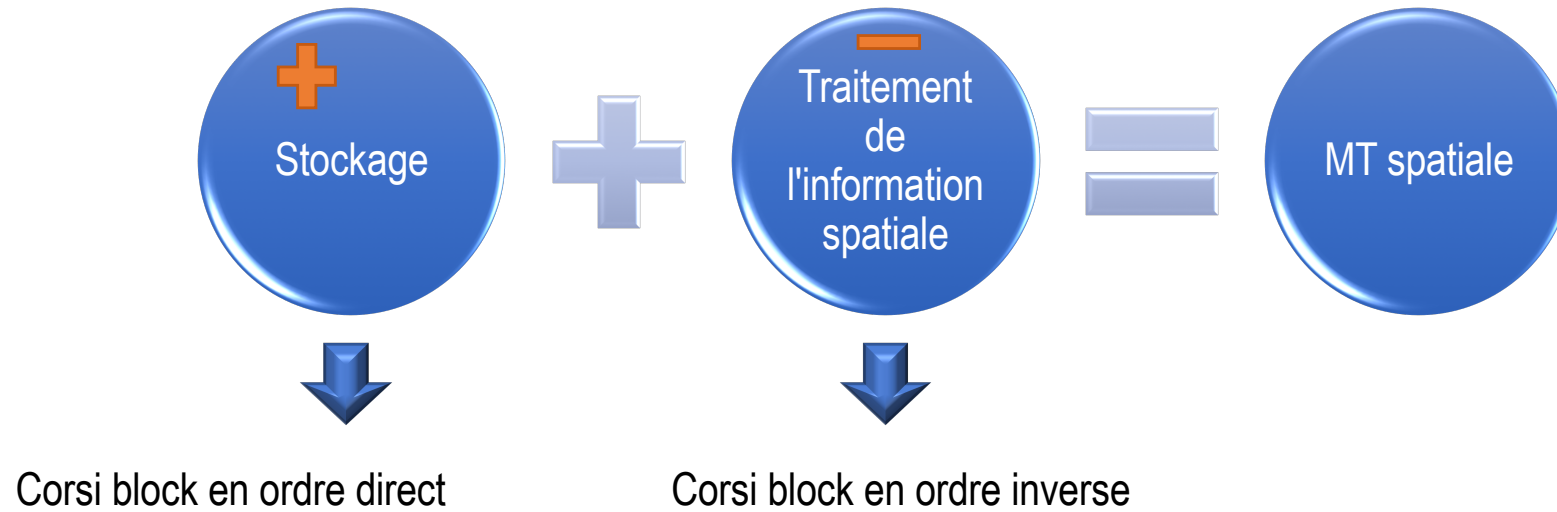 Stockage
Traitement
de
l'information
spatiale
MT spatiale
Corsi block en ordre direct
Corsi block en ordre inverse